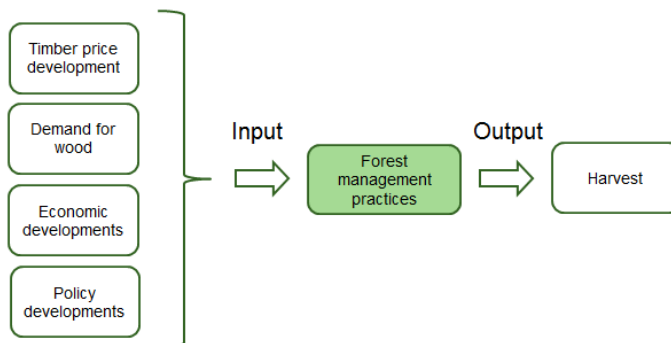 Timber price
development
Demand for
wood
Economic
developments
Policy
developments
Input
Forest
management
practices
Output
Harvest